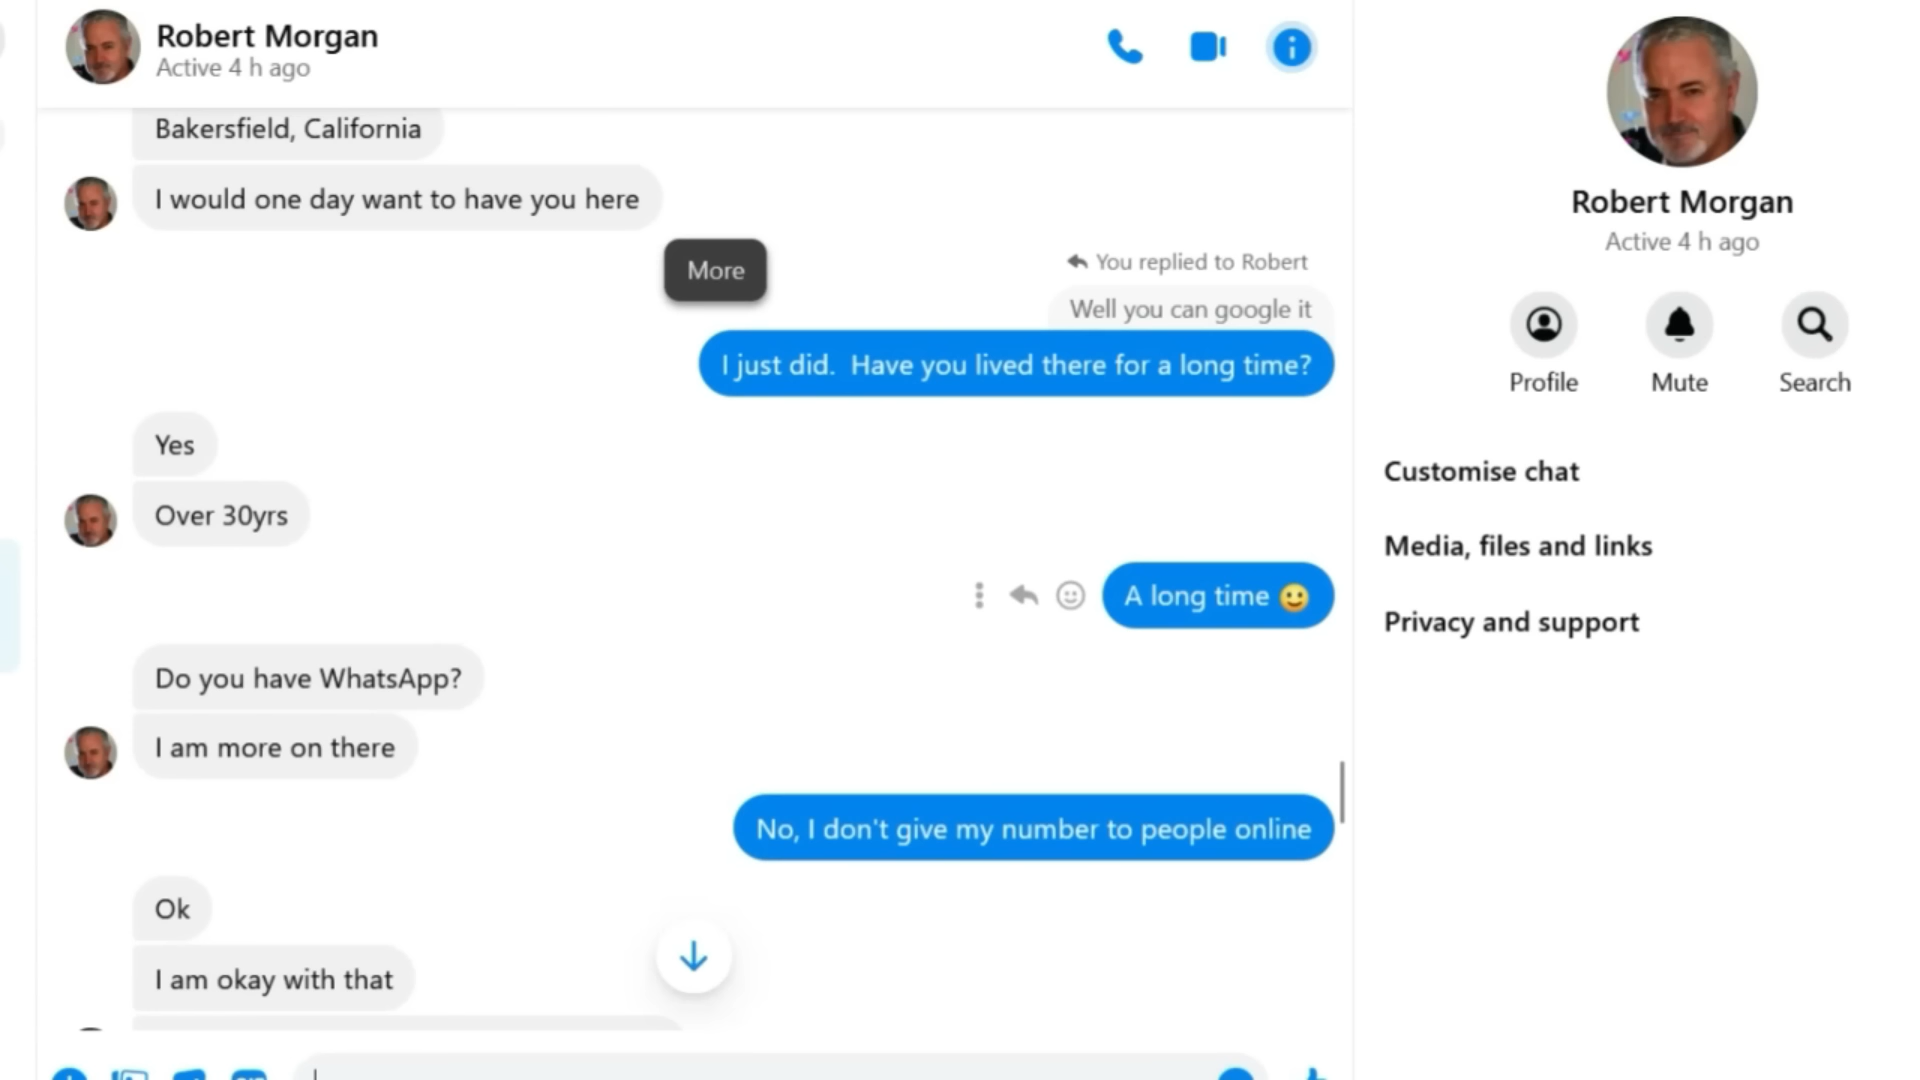 Robert Morgan
Active 4 h ago
Bakersfield, California
I would one day want to have you here
More
You replied to Robert
Well you can google it
I just did.  Have you lived there for a long time?
Yes
Over 30yrs
A long time 🙂
Do you have WhatsApp?
I am more on there
No, I don't give my number to people online
Ok
I am okay with that
Robert Morgan
Active 4 h ago
Profile
Mute
Search
Customise chat
Media, files and links
Privacy and support